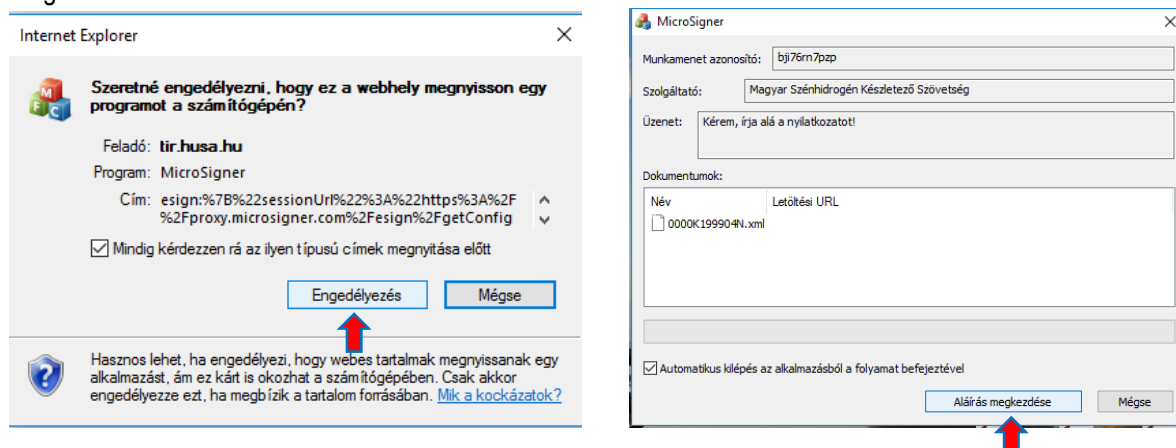 Internet Explorer
Szeretné engedélyezni, hogy ez a webhely megnyisson egy
programot a számítógépén?
Feladó: tir.husa.hu
Program: MicroSigner
Cím: esign:%7B%22sessionUrl%22%3A%22https%3A%2F
%2Fproxy.microsigner.com%2Fesign%2FgetConfig
Mindig kérdezzen rá az ilyen típusú címek megnyitása előtt
Engedélyezés Mégse
Hasznos lehet, ha engedélyezi, hogy webes tartalmak megnyissanak egy
alkalmazást, ám ez kárt is okozhat a számítógépében. Csak akkor
engedélyezze ezt, ha megbízik a tartalom forrásában. Mik a kockázatok?
MicroSigner
Munkamenet azonosító: bji76rn7pzp
Szolgáltató: Magyar Szénhidrogén Készletező Szövetség
Üzenet: Kérem, írja alá a nyilatkozatot!
Dokumentumok:
Név Letöltési URL
0000K199904N.xml
Automatikus kilépés az alkalmazásból a folyamat befejeztével
Aláírás megkezdése Mégse